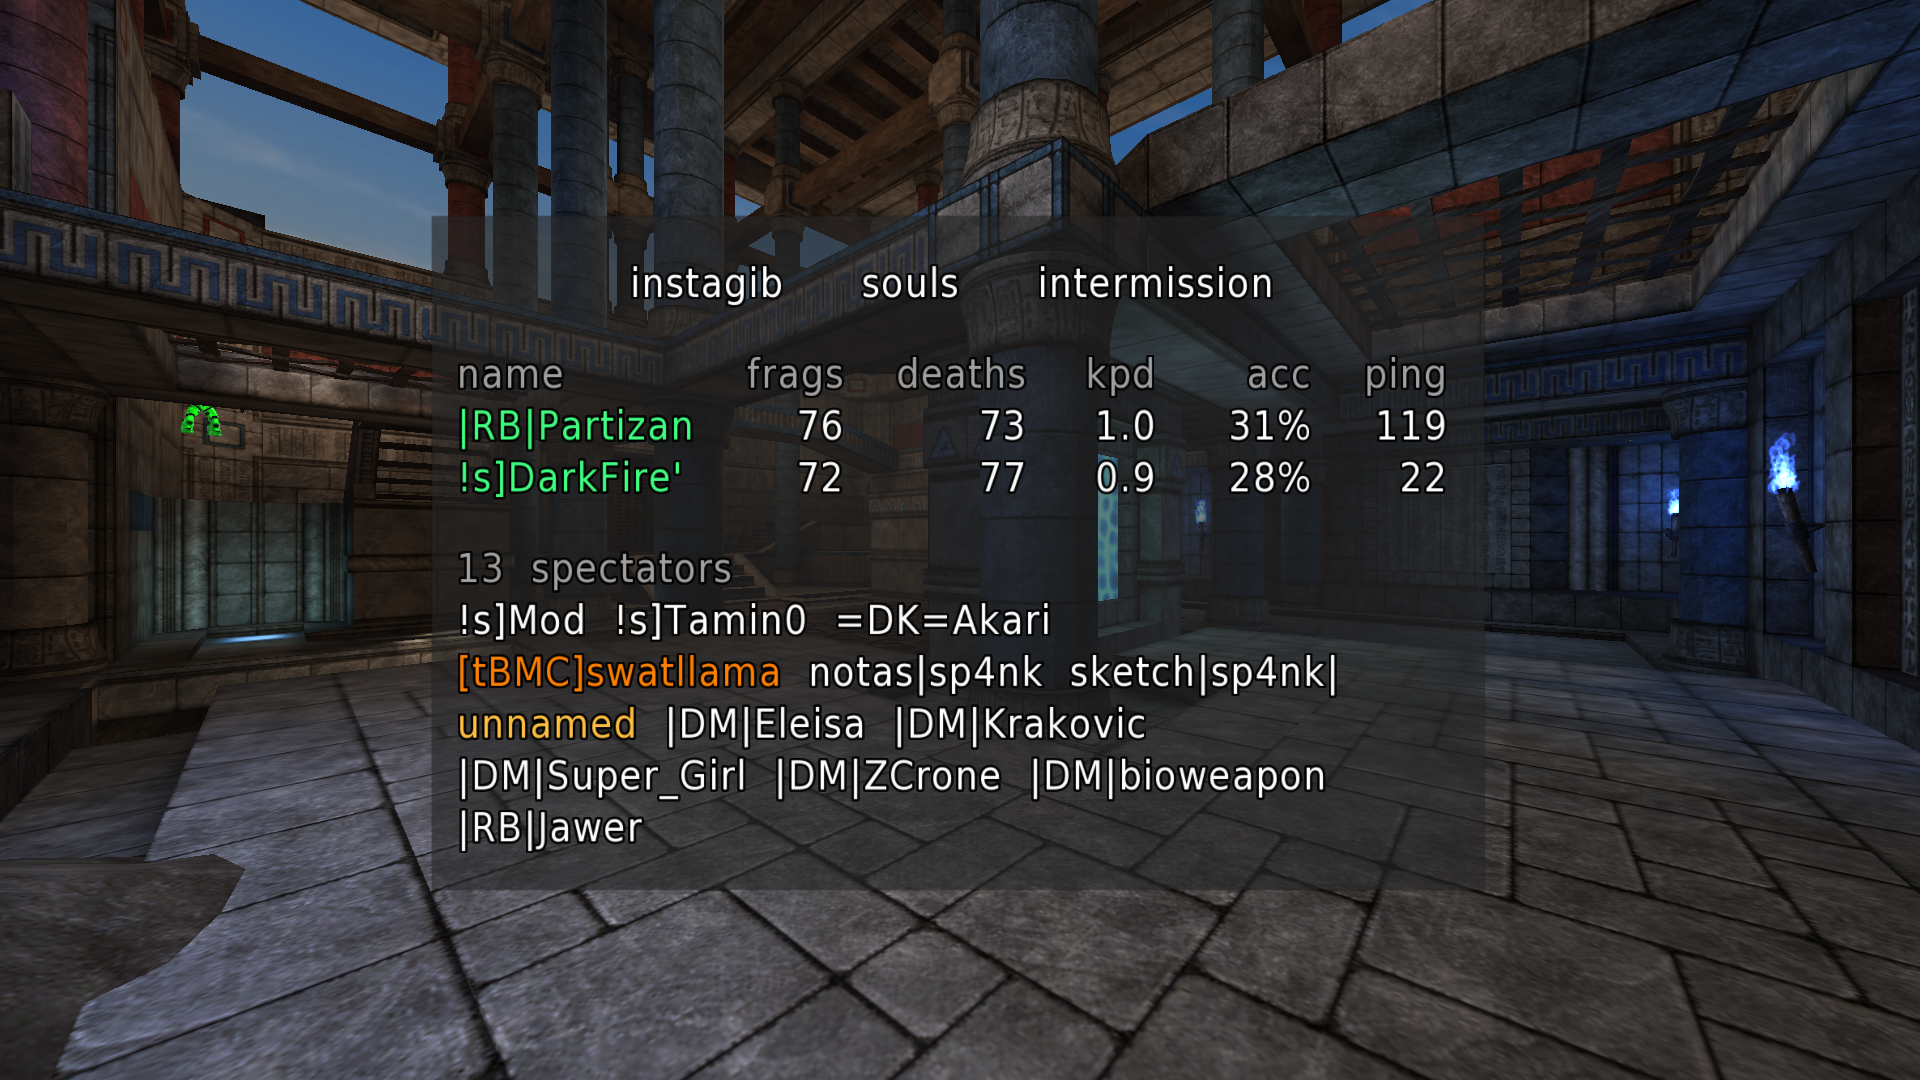 instagib souls intermission
name frags deaths kpd acc ping
|RB|Partizan 76 73 1.0 31% 119
!s]DarkFire' 72 77 0.9 28% 22
13 spectators
!s]Mod !s]Tamin0 =DK=Akari
[tBMC]swatllama notas|sp4nk sketch|sp4nk|
unnamed |DM|Eleisa |DM|Krakovic
|DM|Super_Girl |DM|ZCrone |DM|bioweapon
|RB|Jawer